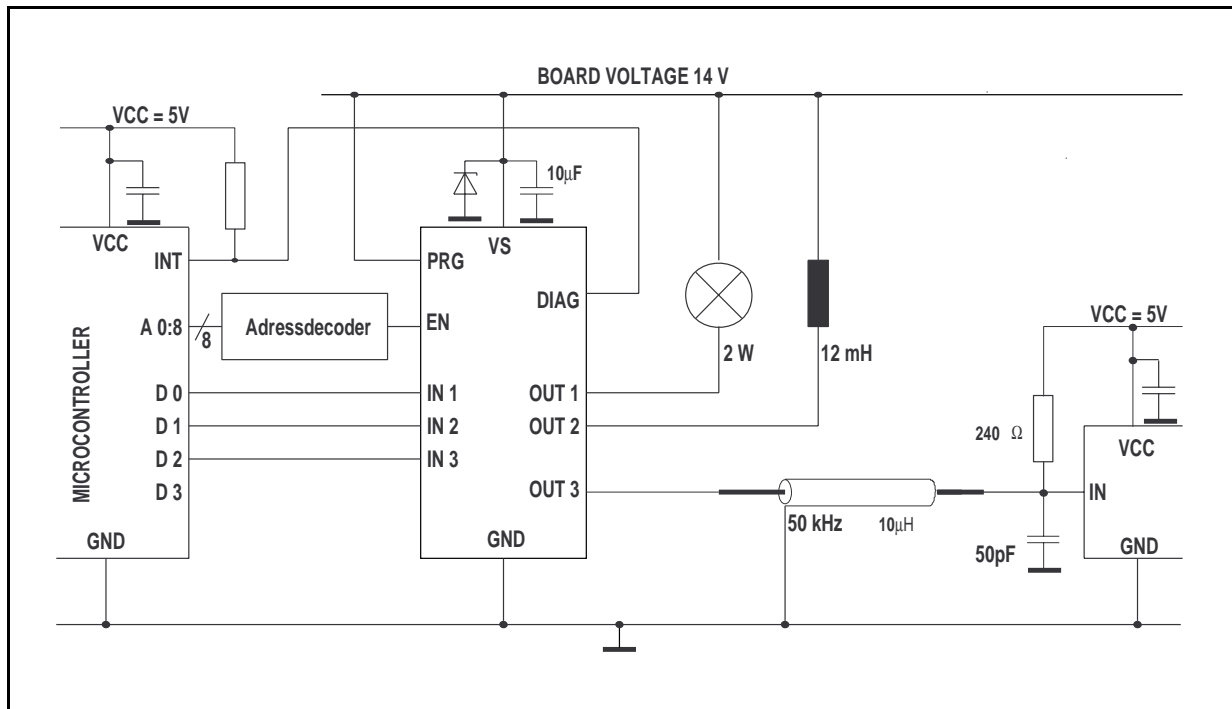 BOARD VOLTAGE 14 V
VCC = 5V
10µF
VCC
VS
INT
PRG
DIAG
A 0:8
8
Adressdecoder
EN
2 W
12 mH
VCC = 5V
MICROCONTROLLER
D 0
IN 1
OUT 1
D 1
IN 2
OUT 2
240 Ω
VCC
D 2
IN 3
D 3
OUT 3
IN
50 kHz
10µH
GND
GND
50pF
GND